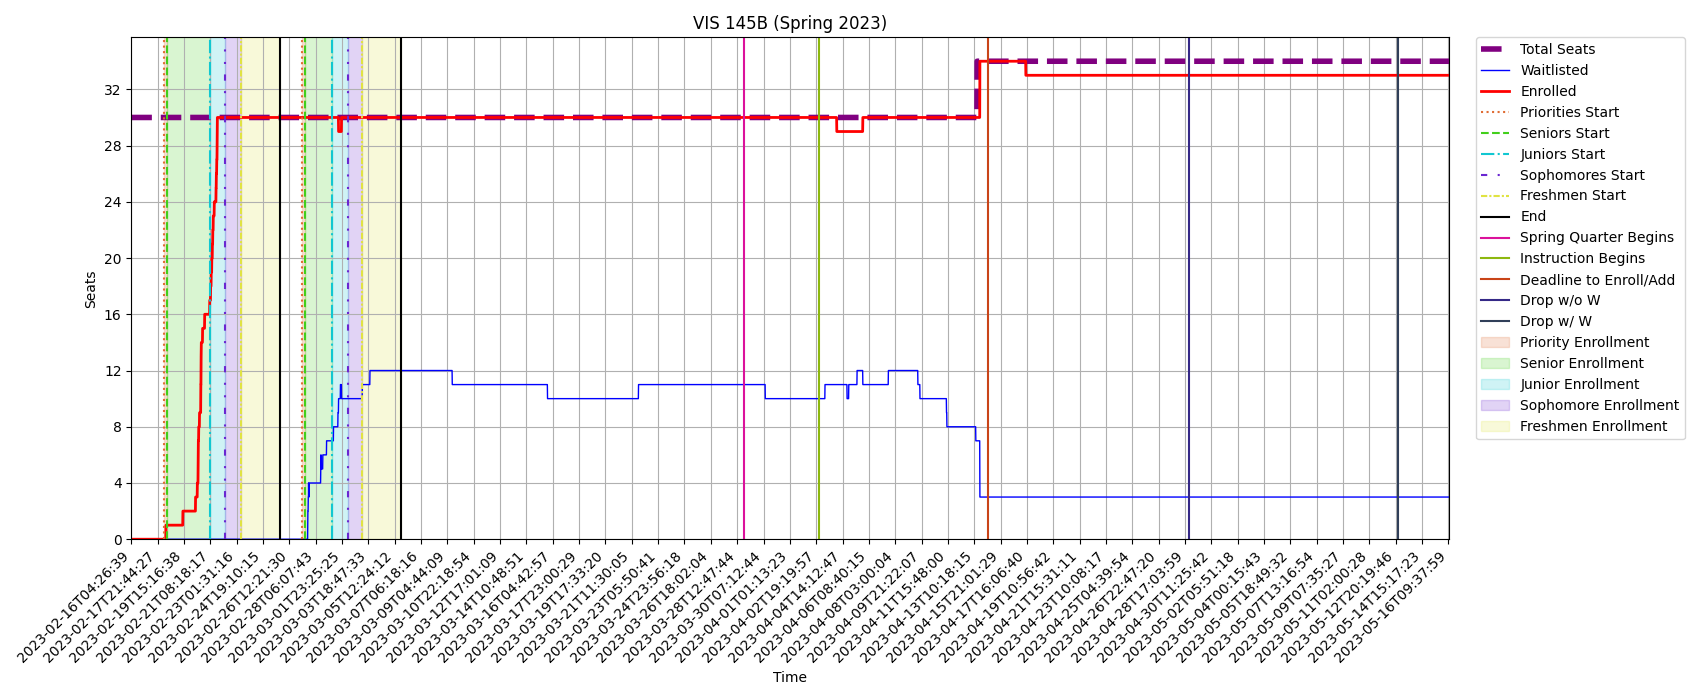 VIS 145B (Spring 2023)
Seats
32
28
24
20
16
12
8
4
0
2023-02-16T04:26:39
2023-02-17T21:44:27
2023-02-19T15:16:38
2023-02-21T08:18:17
2023-02-23T01:31:16
2023-02-24T19:10:15
2023-02-26T12:21:30
2023-02-28T06:07:43
2023-03-01T23:25:25
2023-03-03T18:47:33
2023-03-05T12:24:12
2023-03-07T06:18:16
2023-03-09T04:44:09
2023-03-10T22:18:54
2023-03-12T17:01:09
2023-03-14T10:48:51
2023-03-16T04:42:57
2023-03-17T23:00:29
2023-03-19T17:33:20
2023-03-21T11:30:05
2023-03-23T05:50:41
2023-03-24T23:56:18
2023-03-26T18:02:04
2023-03-28T12:47:44
2023-03-30T07:12:44
2023-04-01T01:13:23
2023-04-02T19:19:57
2023-04-04T14:12:47
2023-04-06T08:40:15
2023-04-08T03:00:04
2023-04-09T21:22:07
2023-04-11T15:48:00
2023-04-13T10:18:15
2023-04-15T21:01:29
2023-04-17T16:06:40
2023-04-19T10:56:42
2023-04-21T15:31:11
2023-04-23T10:08:17
2023-04-25T04:39:54
2023-04-26T22:47:20
2023-04-28T17:03:59
2023-04-30T11:25:42
2023-05-02T05:51:18
2023-05-04T00:15:43
2023-05-05T18:49:32
2023-05-07T13:16:54
2023-05-09T07:35:27
2023-05-11T02:00:28
2023-05-12T20:19:46
2023-05-14T15:17:23
2023-05-16T09:37:59
Time
Total Seats
Waitlisted
Enrolled
Priorities Start
Seniors Start
Juniors Start
Sophomores Start
Freshmen Start
End
Spring Quarter Begins
Instruction Begins
Deadline to Enroll/Add
Drop w/o W
Drop w/ W
Priority Enrollment
Senior Enrollment
Junior Enrollment
Sophomore Enrollment
Freshmen Enrollment